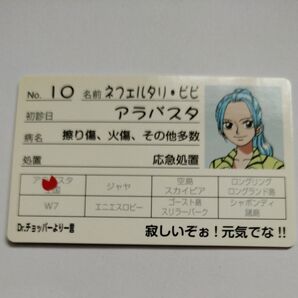 No. 10 名前 ネフェルタリ・ビビ
初診日 アラバスタ
病名 擦り傷、火傷、その他多数
処置 応急処置
ジャヤ 空島 スカイピア ロングリング ロングランド島
W7 エニエスロビー ゴースト島 スリラーバーク シャボンディ 諸島
Dr.チョッパーより一言 寂しいぞぉ！元気でな!!